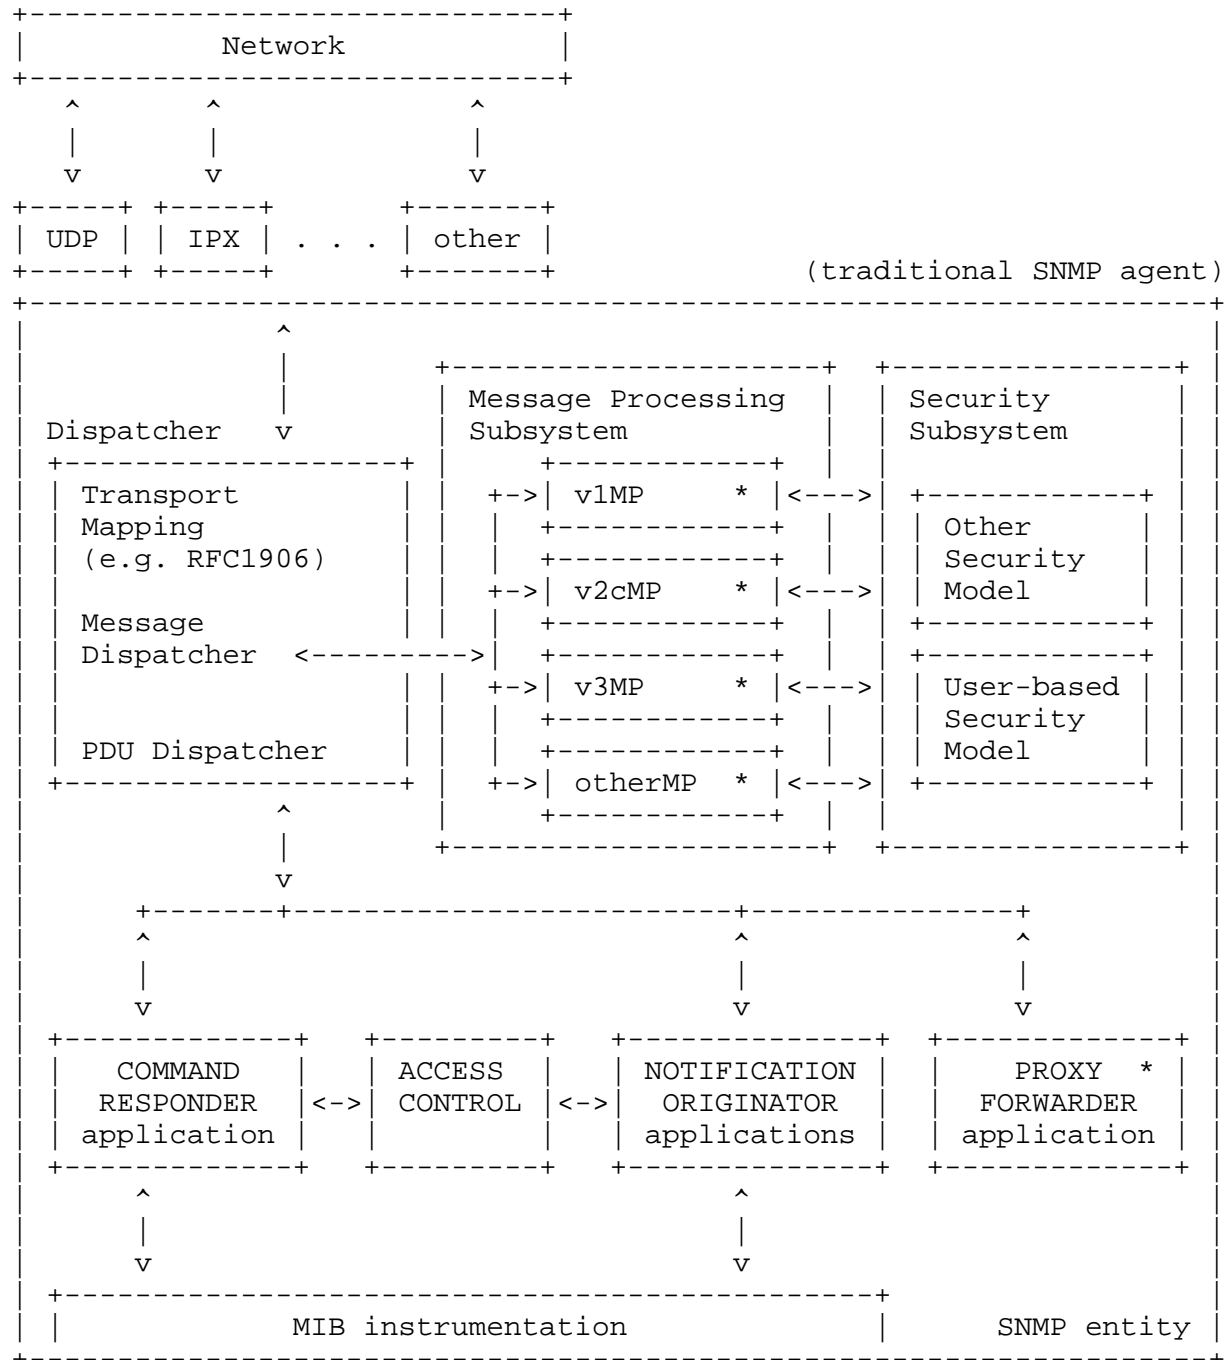 Network
UDP IPX . . . other
(traditional SNMP agent)
Message Processing Security
Dispatcher Subsystem Subsystem
Transport v1MP *
Mapping Other
(e.g. RFC1906) Security
v2cMP * Model
Message
Dispatcher
v3MP * User-based
Security
PDU Dispatcher Model
otherMP *
COMMAND ACCESS NOTIFICATION PROXY *
RESPONDER CONTROL ORIGINATOR FORWARDER
application applications application
MIB instrumentation SNMP entity